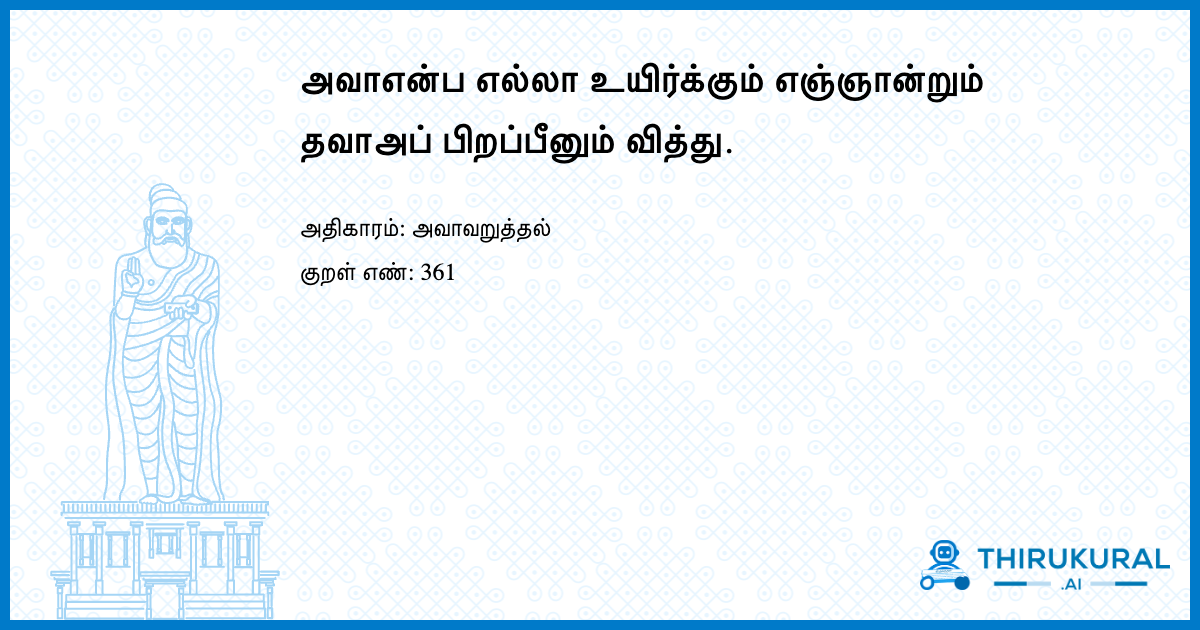 அவாஎன்ப எல்லா உயிர்க்கும் எஞ்ஞான்றும்
தவாஅப் பிறப்பீனும் வித்து.
அதிகாரம்: அவாவறுத்தல்
குறள் எண்: 361
THIRUKURAL
.AI